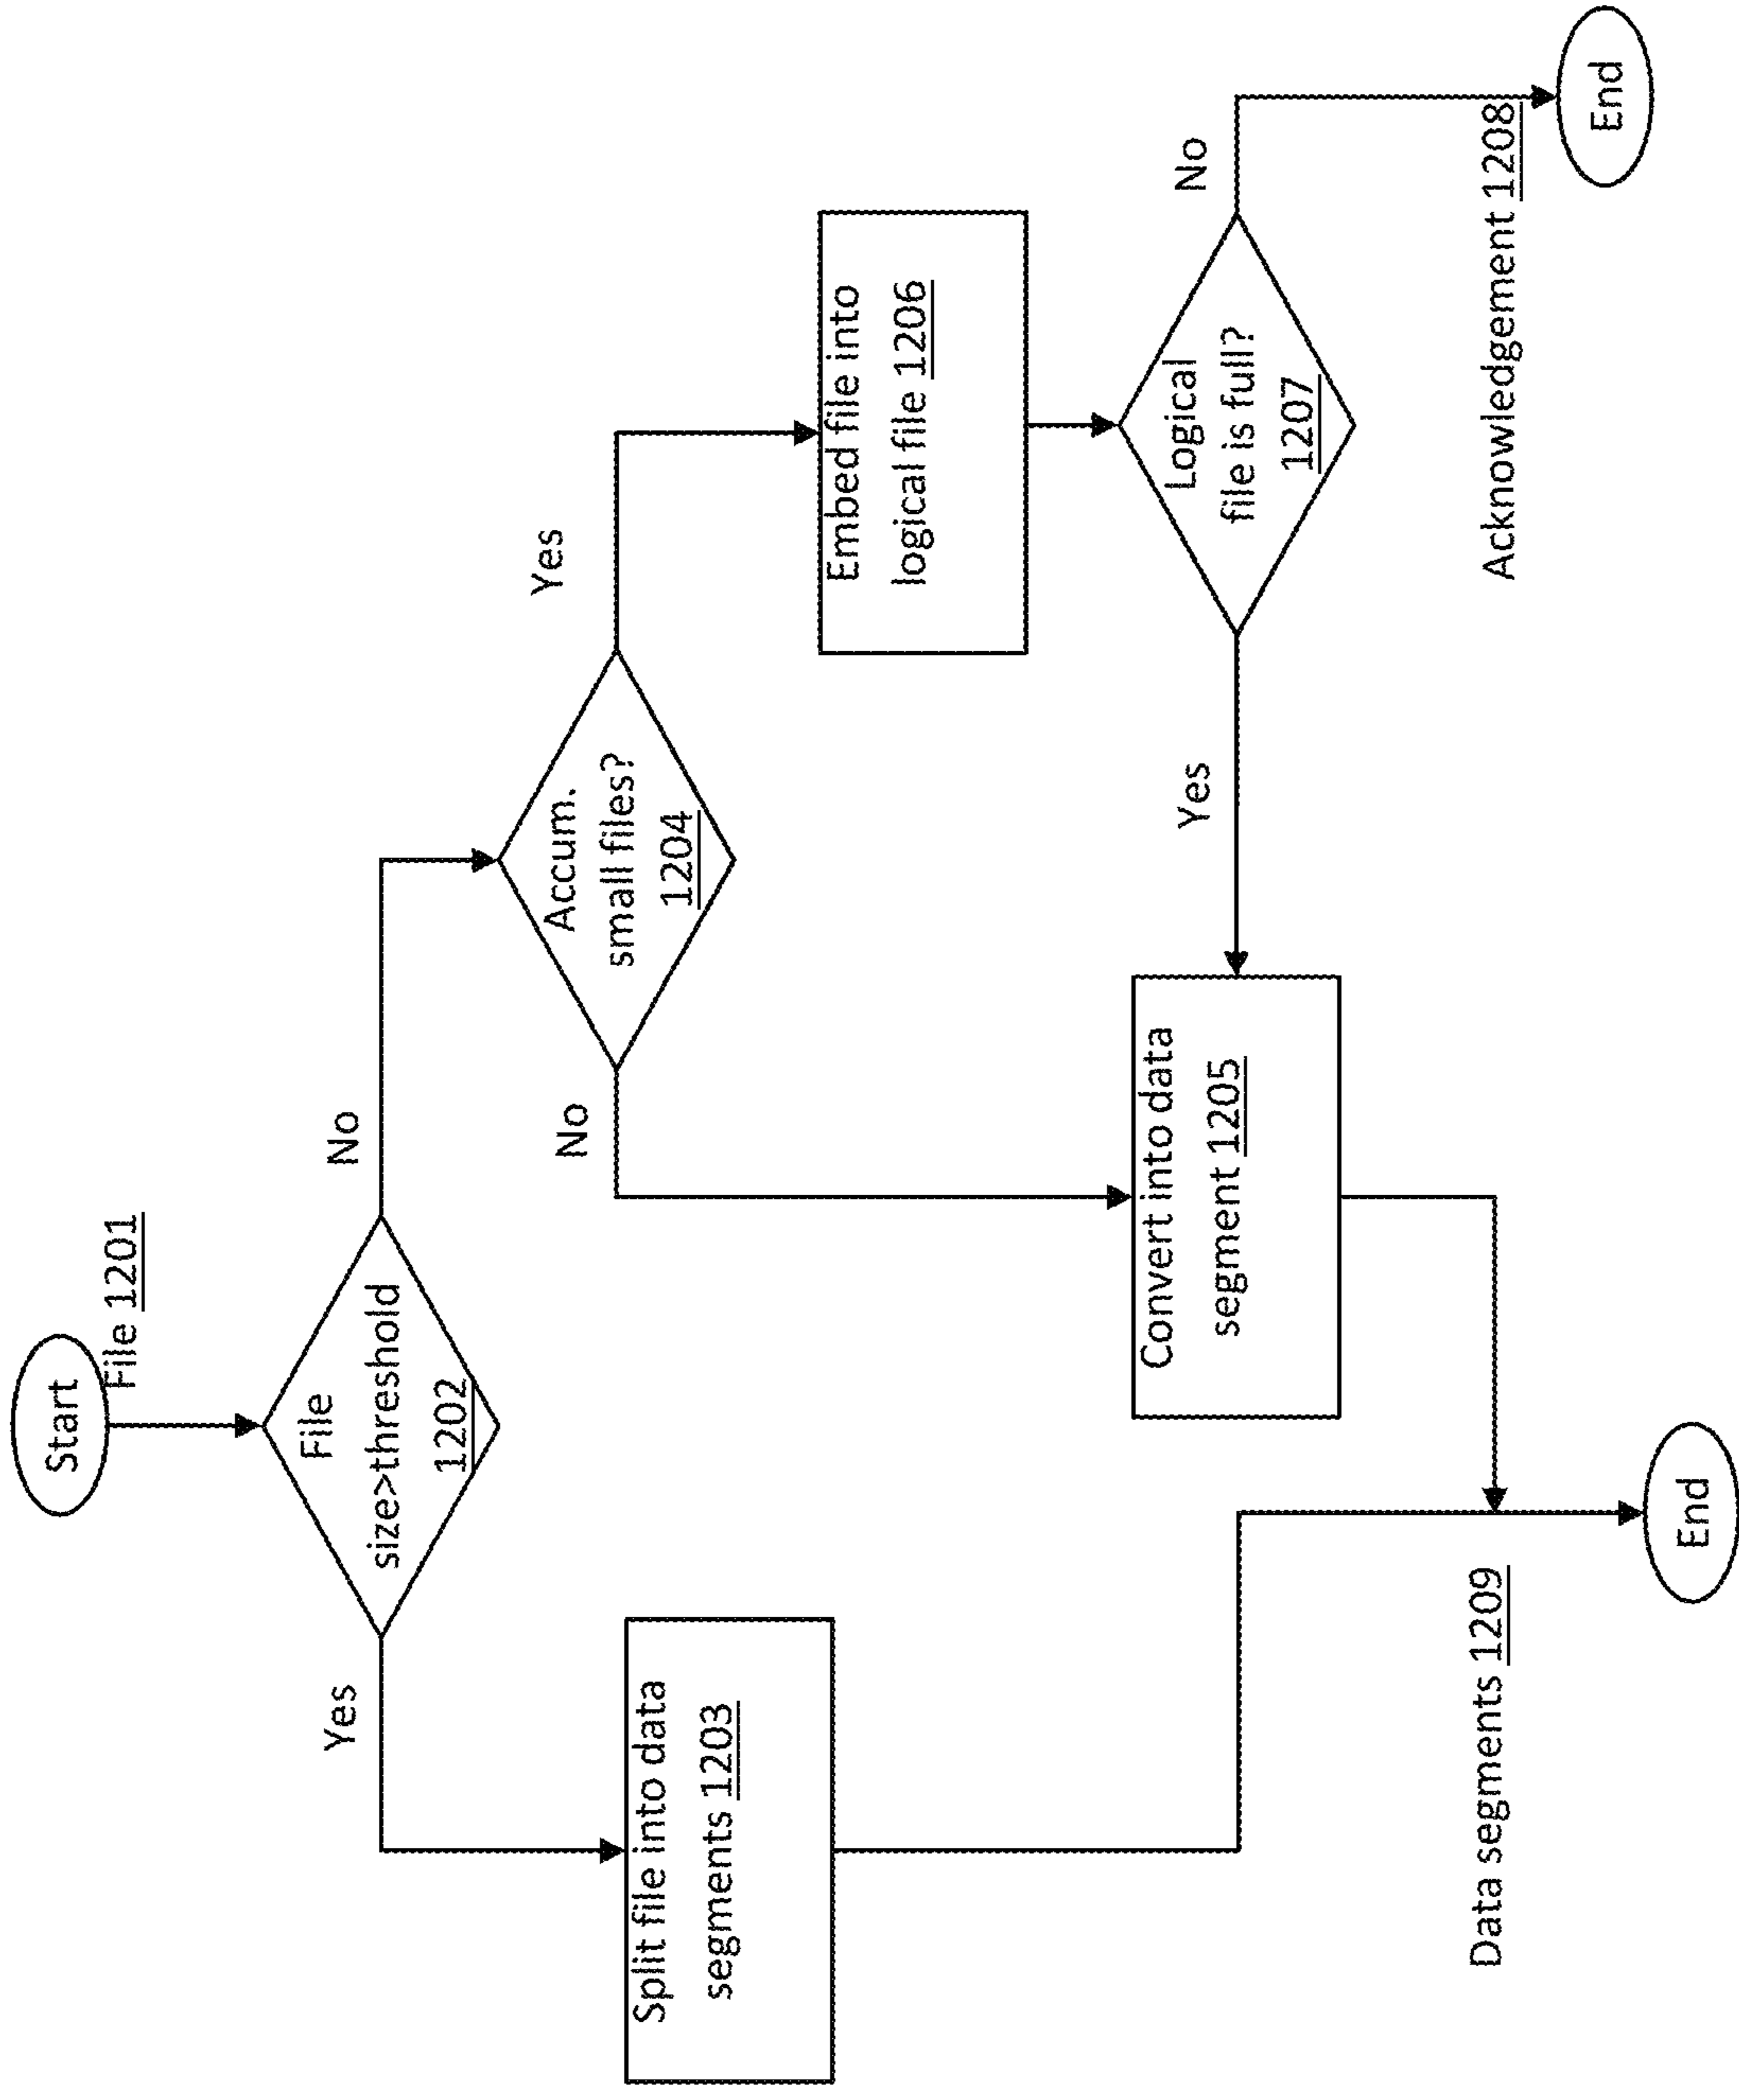 Start
File 1201
File
size>threshold
1202
Yes
No
Split file into data
segments 1203
Accum.
small files?
1204
No
Yes
Embed file into
logical file 1206
Convert into data
segment 1205
Yes
Logical
file is full?
1207
No
Data segments 1209
Acknowledgement 1208
End
End